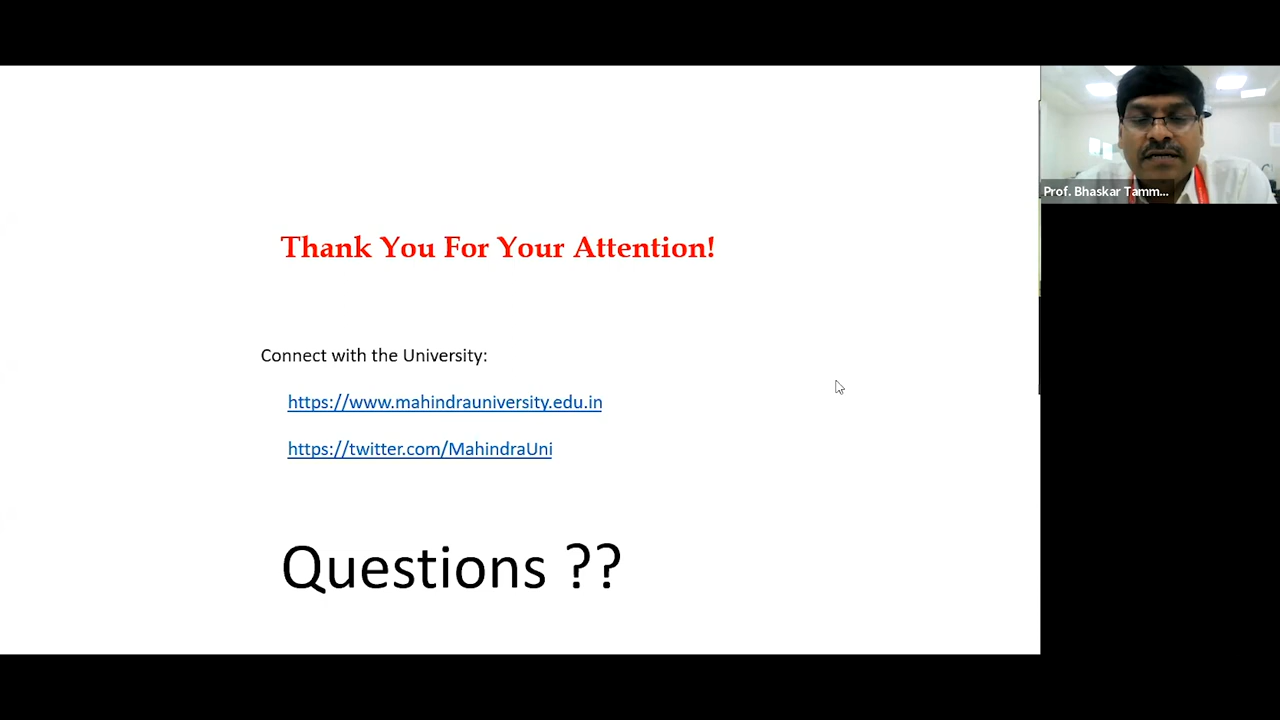 Thank You For Your Attention!
Connect with the University:
https://www.mahindrauniversity.edu.in
https://twitter.com/MahindraUni
Questions ??
Prof. Bhaskar Tamm...